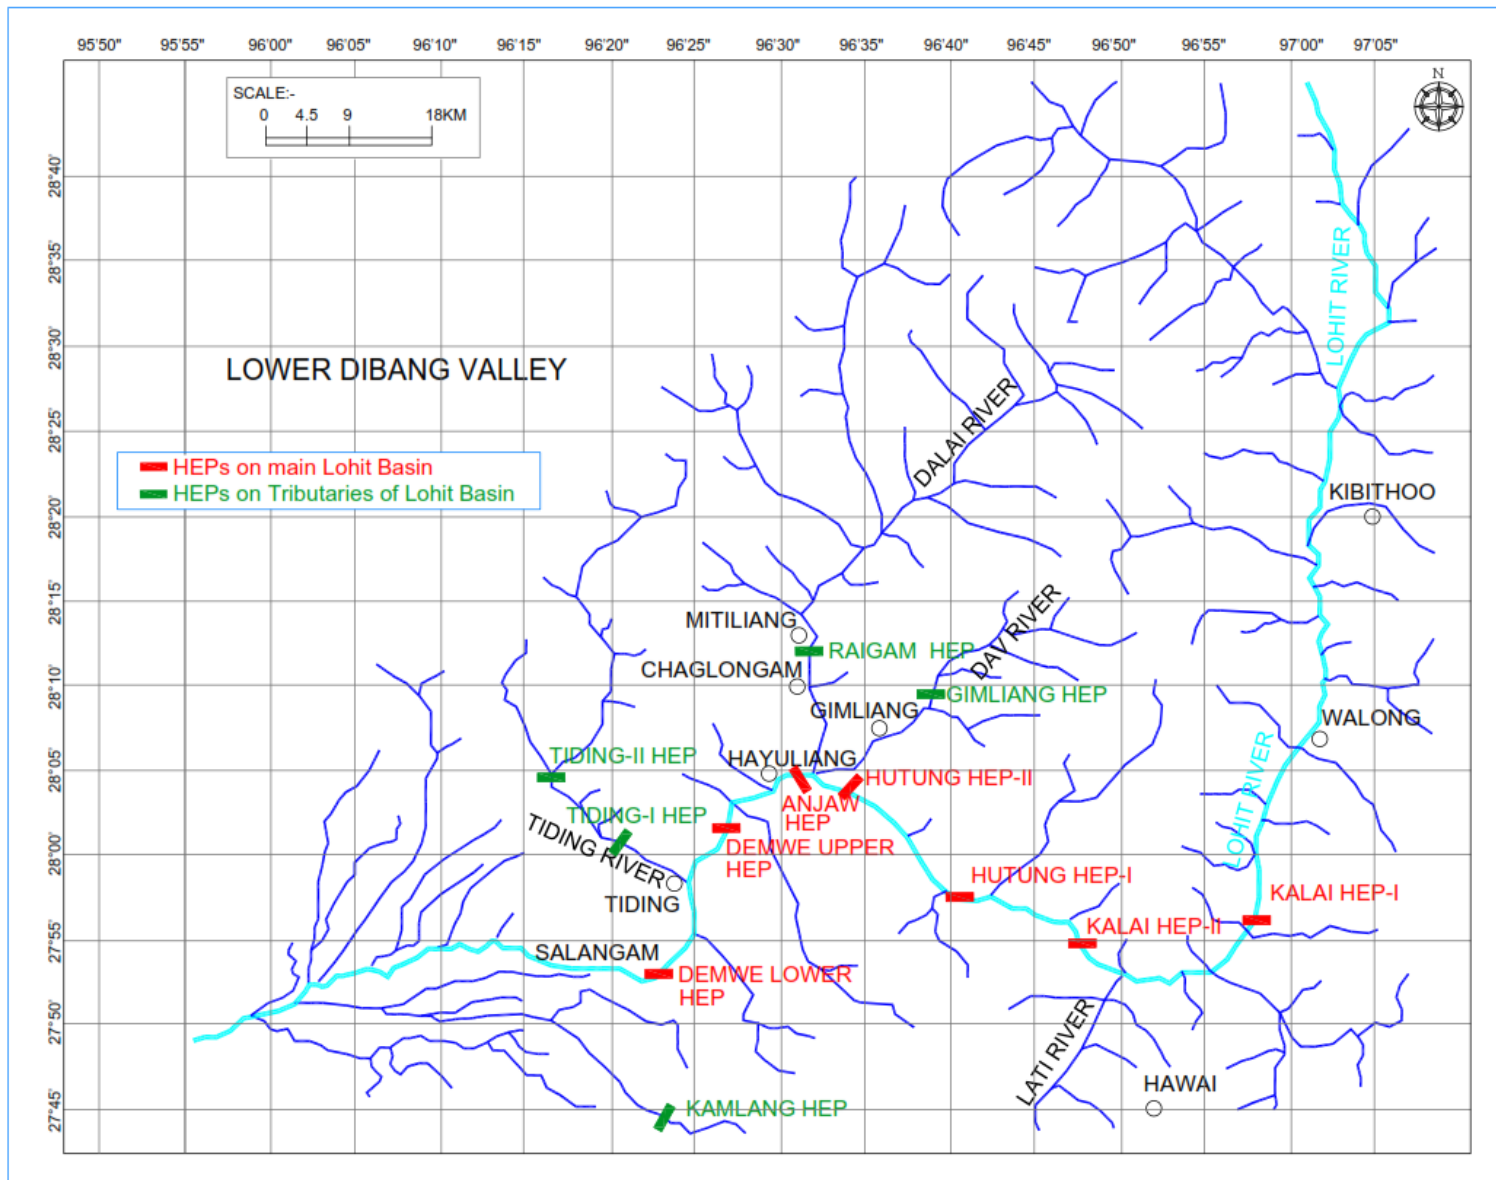 95'50" 95'55" 96'00" 96'05" 96'10" 96'15" 96'20" 96'25" 96'30" 96'35" 96'40" 96'45" 96'50" 96'55" 97'00" 97'05"
SCALE:-
0 4.5 9 18KM
N
28'40'
28'35'
28'30'
28'25'
28'20'
28'15'
28'10'
28'05'
28'00'
27'55'
27'50'
27'45'
LOHIT RIVER
LOWER DIBANG VALLEY
DALAI RIVER
HEPs on main Lohit Basin
HEPs on Tributaries of Lohit Basin
KIBITHOO
DAV RIVER
MITILIANG
RAIGAM HEP
CHAGLONGAM
GIMLIANG HEP
GIMLIANG
WALONG
TIDING-II HEP
HAYULIANG
HUTUNG HEP-II
ANJAW
HEP
LOHIT RIVER
TIDING-I HEP
TIDING RIVER
DEMWE UPPER
HEP
HUTUNG HEP-I
KALAI HEP-I
TIDING
KALAI HEP-II
SALANGAM
DEMWE LOWER
HEP
LATI RIVER
HAWAI
KAMLANG HEP